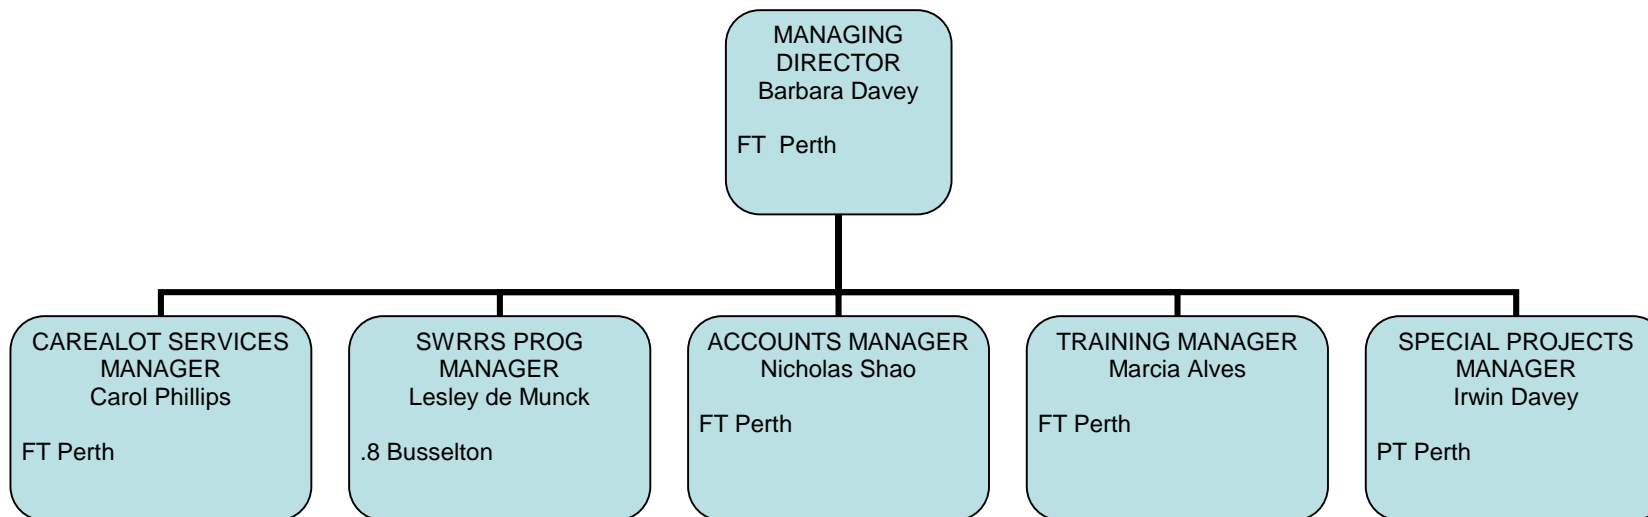 MANAGING
DIRECTOR
Barbara Davey
FT  Perth
CAREALOT SERVICES
MANAGER
Carol Phillips
FT Perth
SWRRS PROG
MANAGER
Lesley de Munck
.8 Busselton
ACCOUNTS MANAGER
Nicholas Shao
FT Perth
TRAINING MANAGER
Marcia Alves
FT Perth
SPECIAL PROJECTS
MANAGER
Irwin Davey
PT Perth